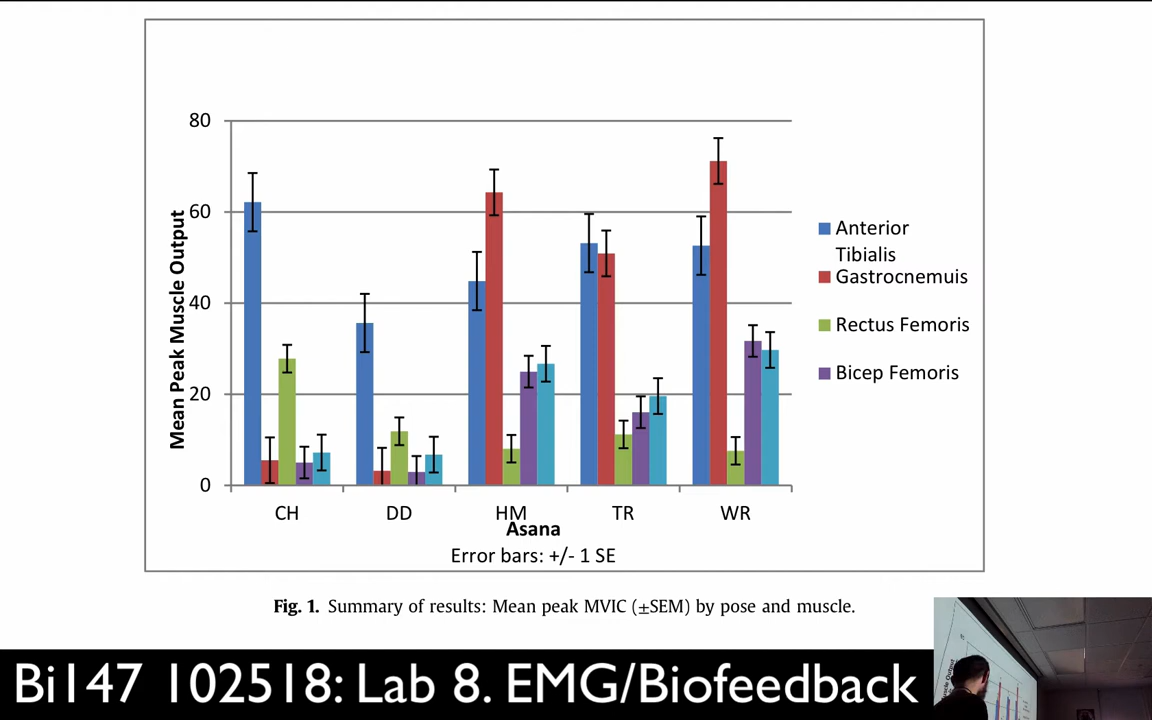 80
60
40
20
0
Mean Peak Muscle Output
CH DD HM TR WR
Asana
Error bars: +/- 1 SE
Anterior
Tibialis
Gastrocnemuis
Rectus Femoris
Bicep Femoris
Fig. 1. Summary of results: Mean peak MVIC (±SEM) by pose and muscle.
Bi147 102518: Lab 8. EMG/Biofeedback